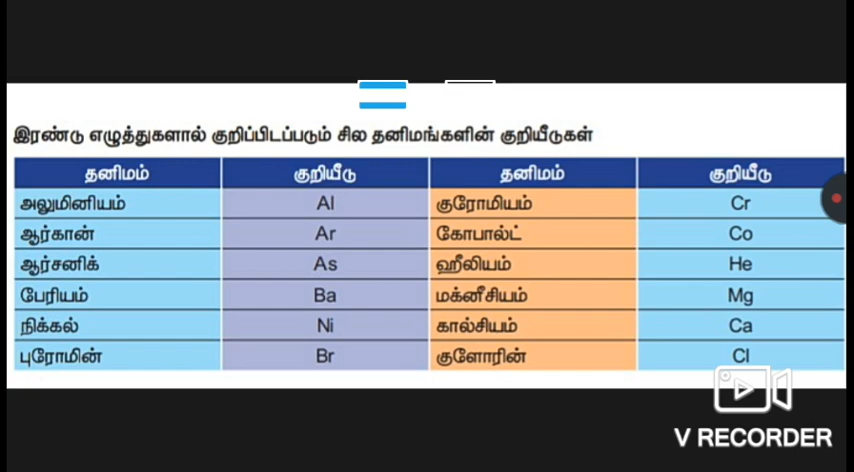 இரண்டு எழுத்துகளால் குறிப்பிடப்படும் சில தனிமங்களின் குறியீடுகள்
தனிமம் குறியீடு தனிமம் குறியீடு
அலுமினியம் Al குரோமியம் Cr
ஆர்கான் Ar கோபால்ட் Co
ஆர்சனிக் As ஹீலியம் He
பேரியம் Ba மக்னீசியம் Mg
நிக்கல் Ni கால்சியம் Ca
புரோமின் Br குளோரின் Cl
V RECORDER